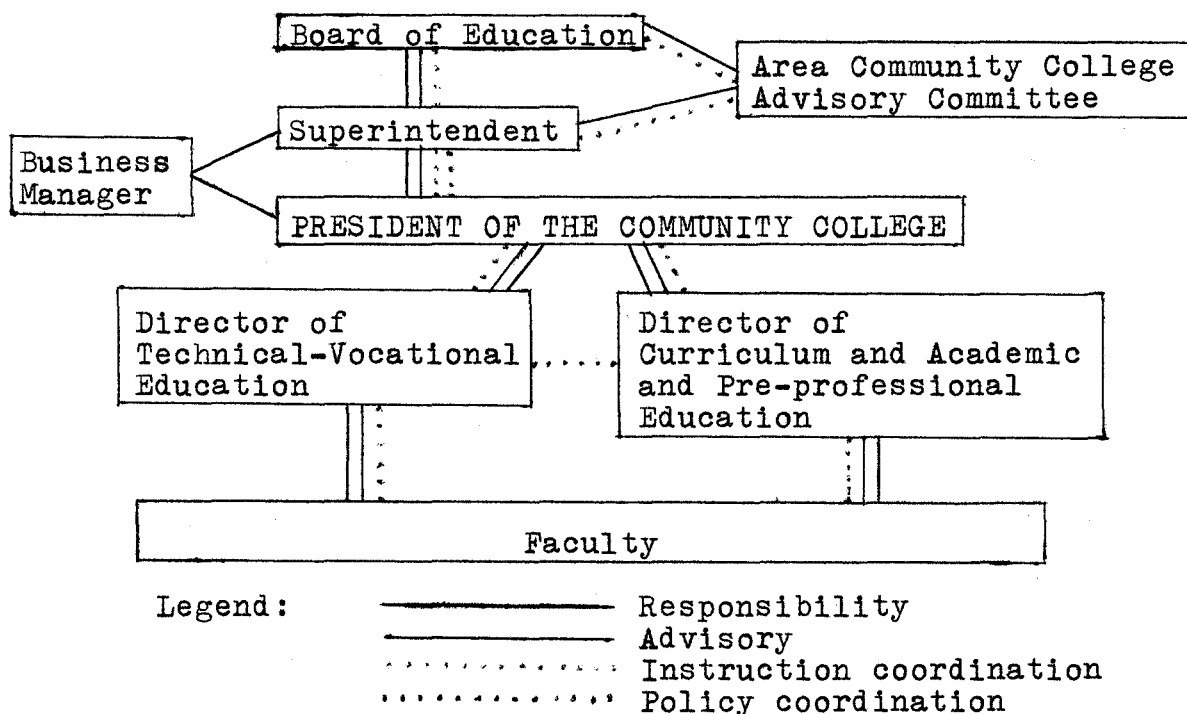 Board of Education
Area Community College
Advisory Committee
Superintendent
Business
Manager
PRESIDENT OF THE COMMUNITY COLLEGE
Director of
Technical-Vocational
Education
Director of
Curriculum and Academic
and Pre-professional
Education
Faculty
Legend:
Responsibility
Advisory
Instruction coordination
Policy coordination